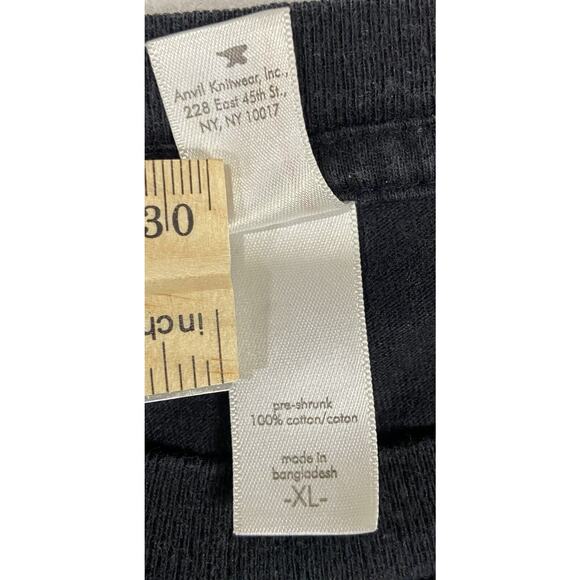 Anvil Knitwear, Inc.,
228 East 45th St.,
NY, NY 10017
30
inch
pre-shrunk
100% cotton/coton
made in
bangladesh
-XL-